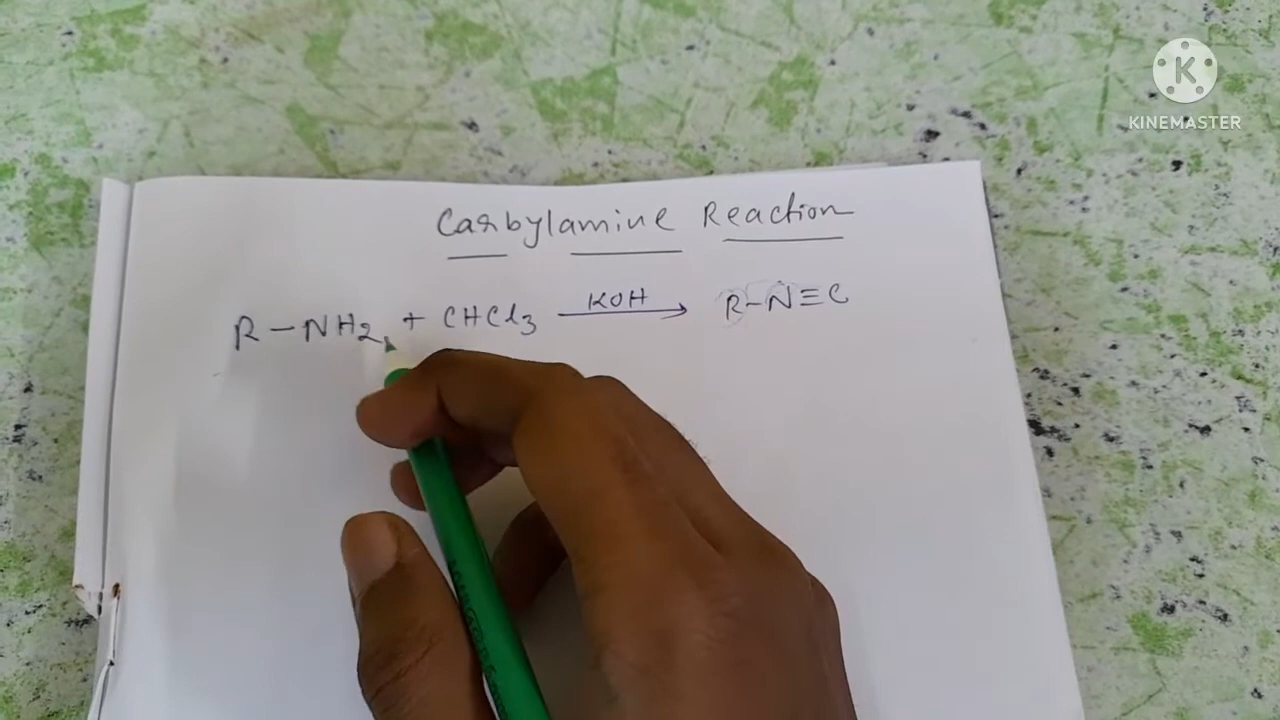 KINEMASTER
Carbylamine Reaction
R-NH2 + CHCl3 KOH → R-N≡C